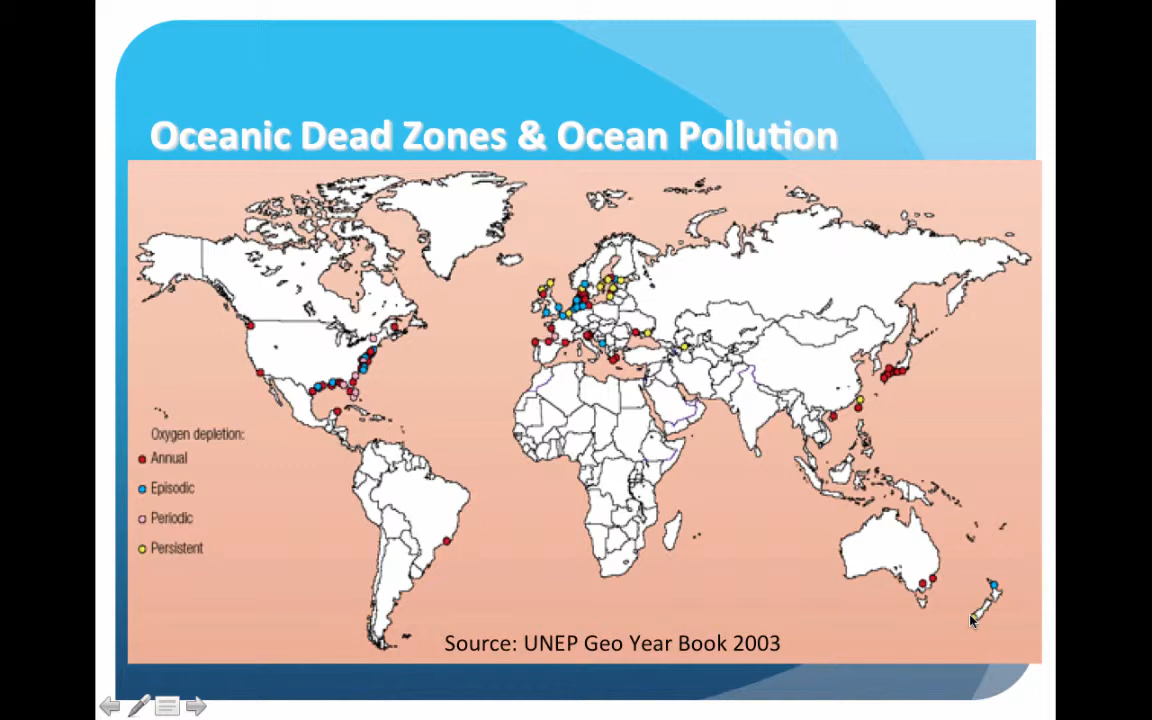 Oceanic Dead Zones & Ocean Pollution
Oxygen depletion:
Annual
Episodic
Periodic
Persistent
Source: UNEP Geo Year Book 2003